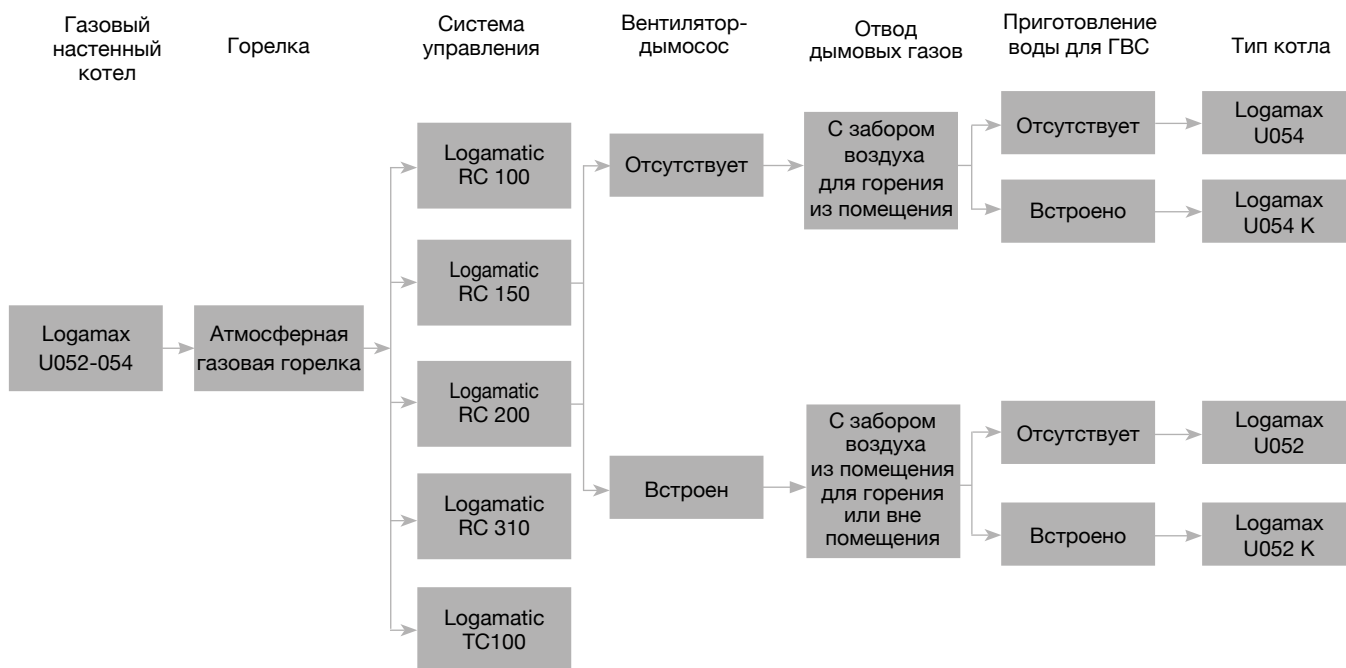 Газовый
настенный
котел
Горелка
Система
управления
Вентилятор-
дымосос
Отвод
дымовых газов
Приготовление
воды для ГВС
Тип котла
Logamax
U052-054
Атмосферная
газовая горелка
Logamatic
RC 100
Logamatic
RC 150
Logamatic
RC 200
Logamatic
RC 310
Logamatic
TC100
Отсутствует
Встроен
С забором
воздуха
для горения
из помещения
С забором
воздуха
из помещения
для горения
или вне
помещения
Отсутствует
Встроено
Отсутствует
Встроено
Logamax
U054
Logamax
U054 K
Logamax
U052
Logamax
U052 K